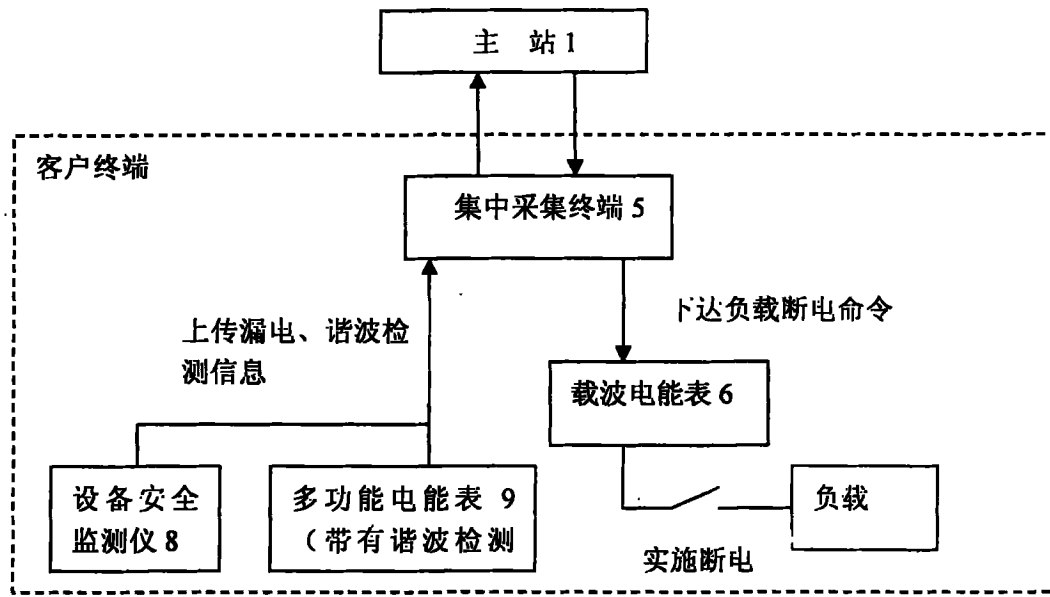 主 站 1
客户终端
集中采集终端 5
上传漏电、谐波检
测信息
下达负载断电命令
载波电能表 6
设备安全
监测仪 8
多功能电能表 9
（带有谐波检测
负载
实施断电